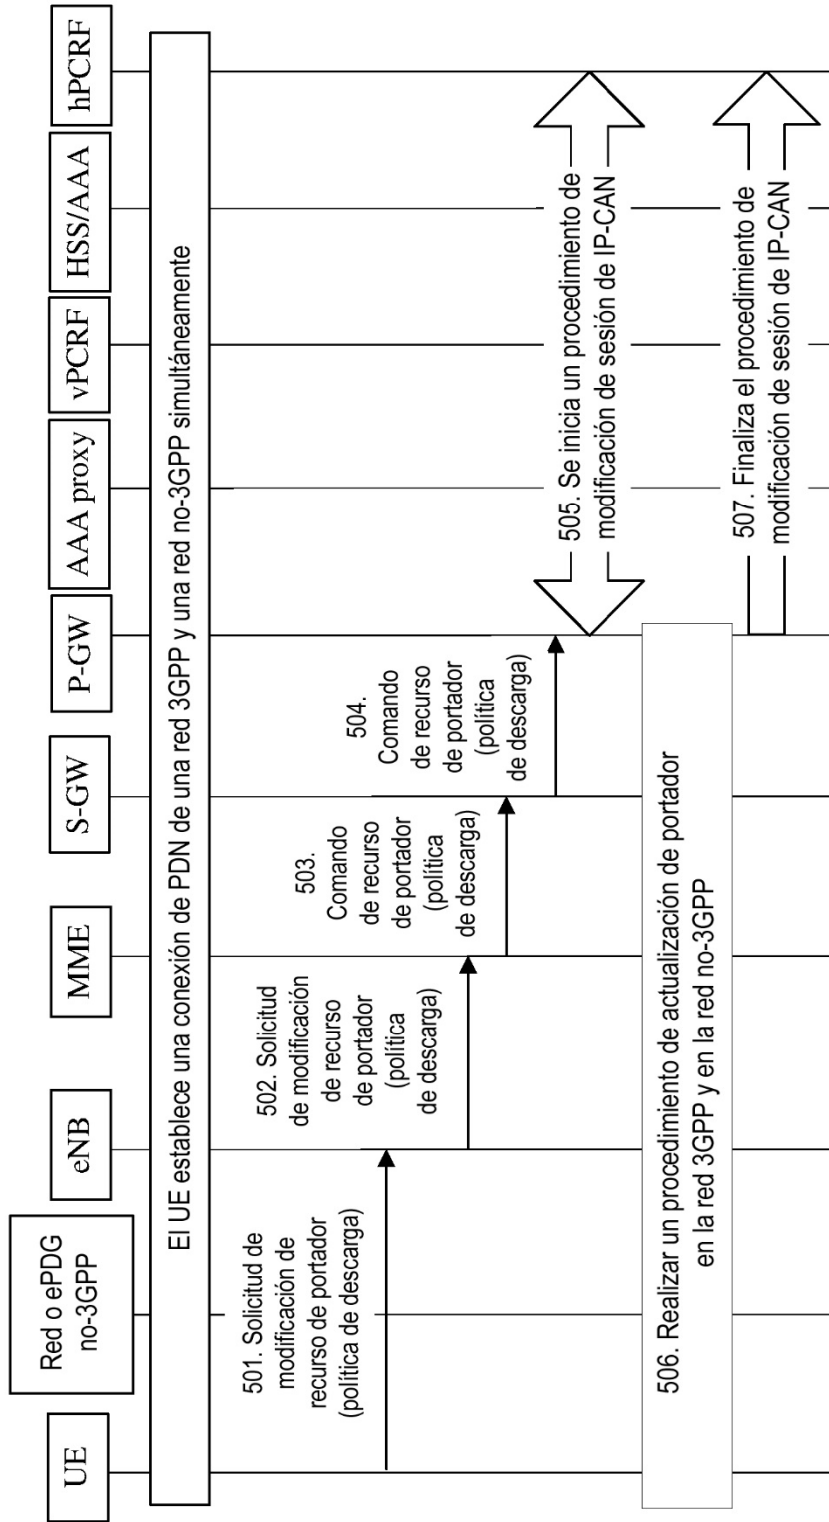 UE
Red o ePDG
no-3GPP
eNB
MME
S-GW
P-GW
AAA proxy
vPCRF
HSS/AAA
hPCRF
El UE establece una conexión de PDN de una red 3GPP y una red no-3GPP simultáneamente
501. Solicitud de
modificación de
recurso de portador
(política de descarga)
502. Solicitud
de modificación
de recurso
de portador
(política
de descarga)
503.
Comando
de recurso
de portador
(política
de descarga)
504.
Comando
de recurso
de portador
(política
de descarga)
505. Se inicia un procedimiento de
modificación de sesión de IP-CAN
506. Realizar un procedimiento de actualización de portador
en la red 3GPP y en la red no-3GPP
507. Finaliza el procedimiento de
modificación de sesión de IP-CAN